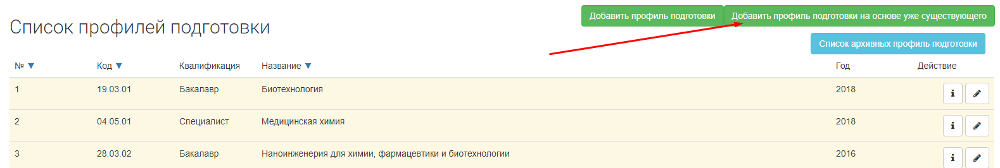 Добавить профиль подготовки Добавить профиль подготовки на основе уже существующего
Список профилей подготовки
Список архивных профиль подготовки
№ ▼ Код ▼ Квалификация Название ▼ Год Действие
1 19.03.01 Бакалавр Биотехнология 2018
2 04.05.01 Специалист Медицинская химия 2018
3 28.03.02 Бакалавр Наноинженерия для химии, фармацевтики и биотехнологии 2016